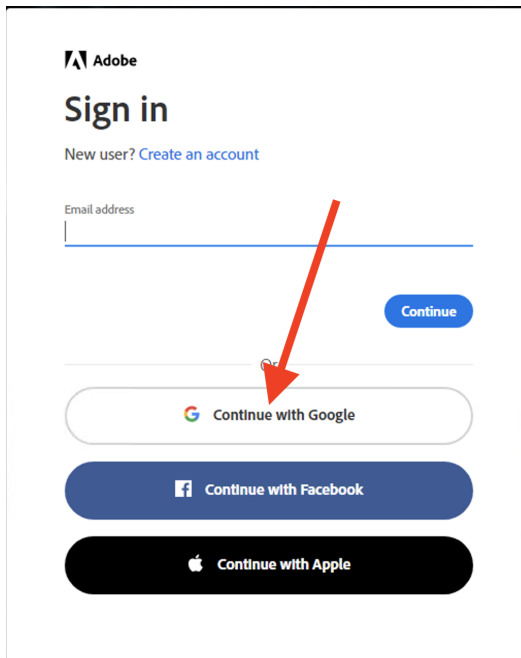 Adobe
Sign in
New user? Create an account
Email address
Continue
Or
Continue with Google
Continue with Facebook
Continue with Apple